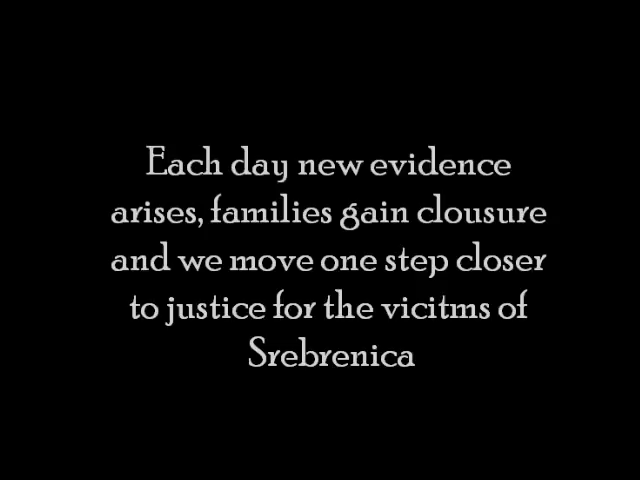 Each day new evidence
arises, families gain clousure
and we move one step closer
to justice for the vicitms of
Srebrenica